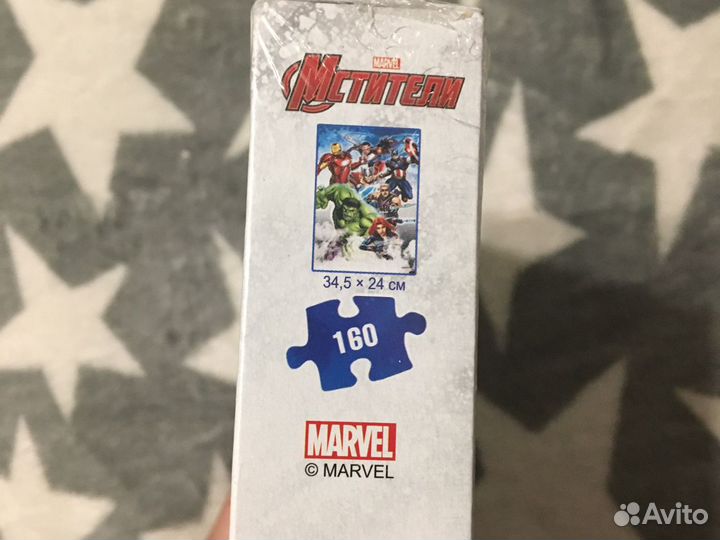 MARVEL
МСТИТЕЛИ
34,5 × 24 см
160
MARVEL
© MARVEL
Avito